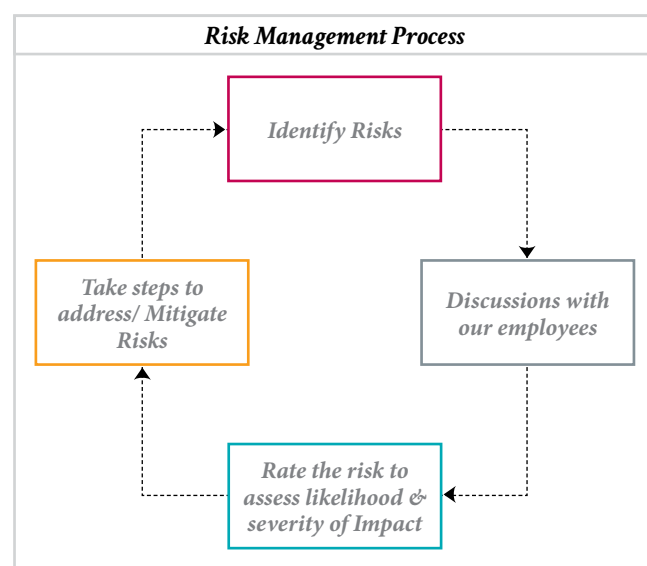 Risk Management Process
Identify Risks
Discussions with
our employees
Rate the risk to
assess likelihood &
severity of Impact
Take steps to
address/ Mitigate
Risks